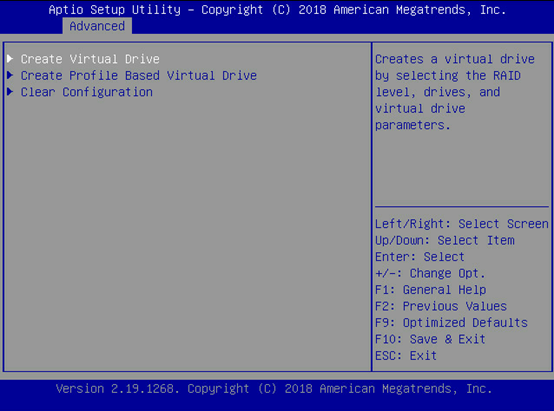 Aptio Setup Utility – Copyright (C) 2018 American Megatrends, Inc.
Advanced
Create Virtual Drive
Create Profile Based Virtual Drive
Clear Configuration
Creates a virtual drive
by selecting the RAID
level, drives, and
virtual drive
parameters.
Left/Right: Select Screen
Up/Down: Select Item
Enter: Select
+/-: Change Opt.
F1: General Help
F2: Previous Values
F9: Optimized Defaults
F10: Save & Exit
ESC: Exit
Version 2.19.1268. Copyright (C) 2018 American Megatrends, Inc.